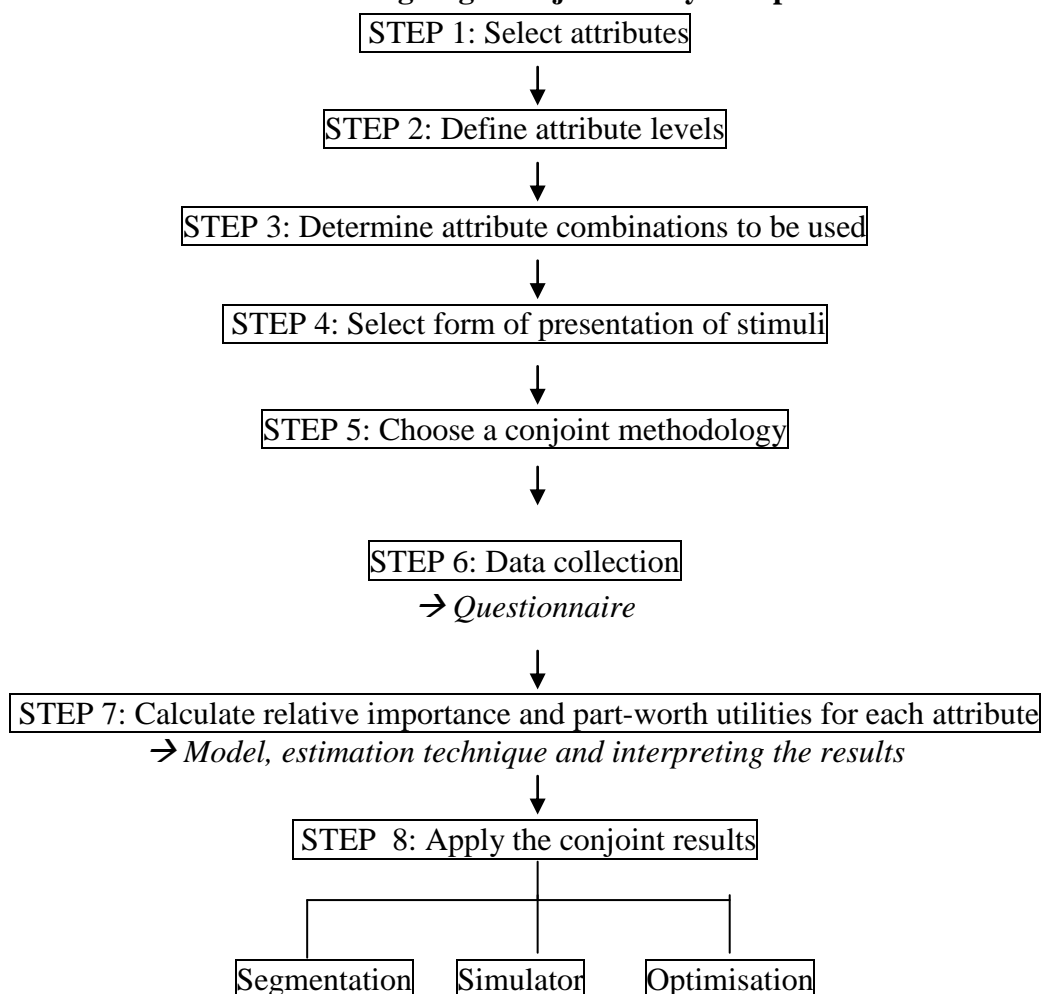 STEP 1: Select attributes
STEP 2: Define attribute levels
STEP 3: Determine attribute combinations to be used
STEP 4: Select form of presentation of stimuli
STEP 5: Choose a conjoint methodology
STEP 6: Data collection
→ Questionnaire
STEP 7: Calculate relative importance and part-worth utilities for each attribute
→ Model, estimation technique and interpreting the results
STEP 8: Apply the conjoint results
Segmentation Simulator Optimisation